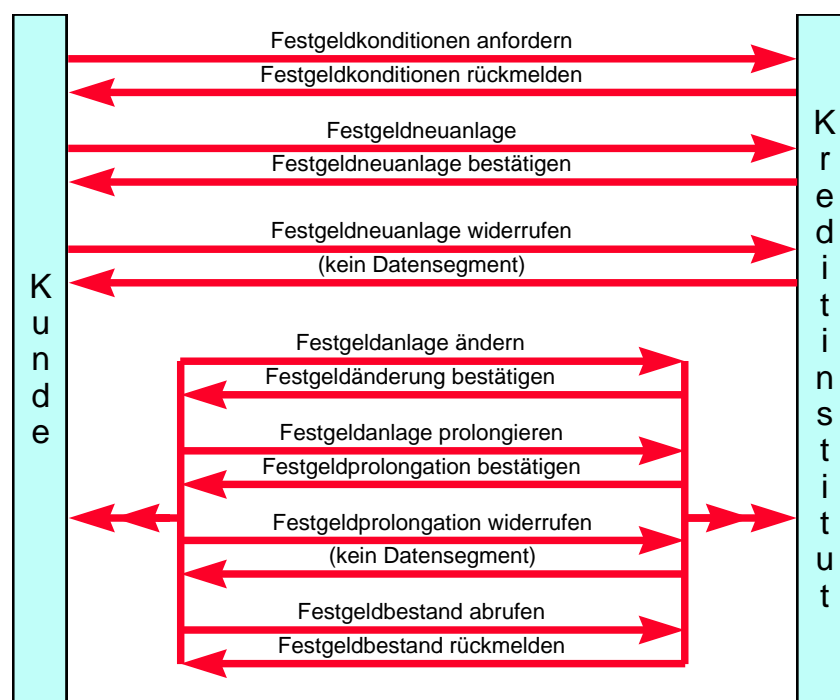 Festgeldkonditionen anfordern
Festgeldkonditionen rückmelden
Festgeldneuanlage
Festgeldneuanlage bestätigen
Festgeldneuanlage widerrufen
(kein Datensegment)
Kunde
Kreditinstitut
Festgeldanlage ändern
Festgeldänderung bestätigen
Festgeldanlage prolongieren
Festgeldprolongation bestätigen
Festgeldprolongation widerrufen
(kein Datensegment)
Festgeldbestand abrufen
Festgeldbestand rückmelden